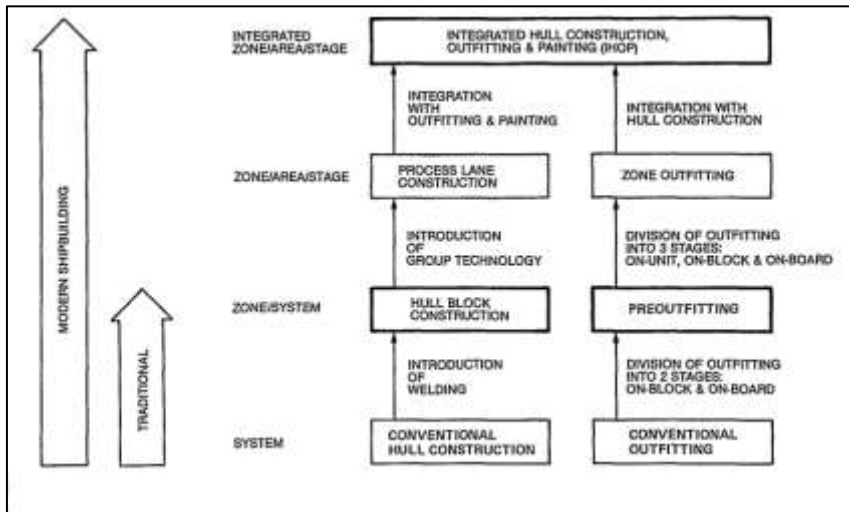 INTEGRATED
ZONE/AREA/STAGE
INTEGRATED HULL CONSTRUCTION,
OUTFITTING & PAINTING (IHOP)
INTEGRATION
WITH
OUTFITTING & PAINTING
INTEGRATION WITH
HULL CONSTRUCTION
ZONE/AREA/STAGE
PROCESS LANE
CONSTRUCTION
ZONE OUTFITTING
INTRODUCTION
OF
GROUP TECHNOLOGY
DIVISION OF OUTFITTING
INTO 3 STAGES:
ON-UNIT, ON-BLOCK & ON-BOARD
ZONE/SYSTEM
HULL BLOCK
CONSTRUCTION
PREOUTFITTING
INTRODUCTION
OF
WELDING
DIVISION OF OUTFITTING
INTO 2 STAGES:
ON-BLOCK & ON-BOARD
SYSTEM
CONVENTIONAL
HULL CONSTRUCTION
CONVENTIONAL
OUTFITTING
MODERN SHIPBUILDING
TRADITIONAL